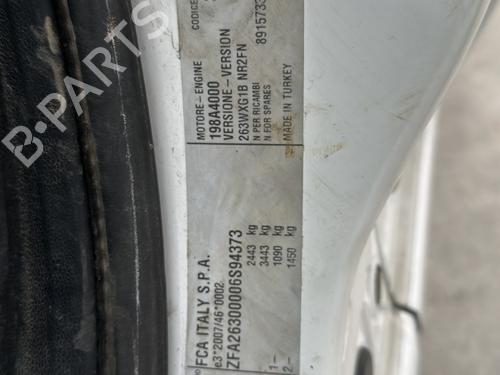 FCA ITALY S.P.A.
e3*2007/46*0002
ZFA26300006S94373
2443 kg
3443 kg
1- 1090 kg
2- 1450 kg
MOTORE-ENGINE
198A4000
VERSIONE-VERSION
263WXG1B NR2FN
N PER RICAMBI
N FOR SPARES
MADE IN TURKEY
CODICE
8915733
B-PARTS